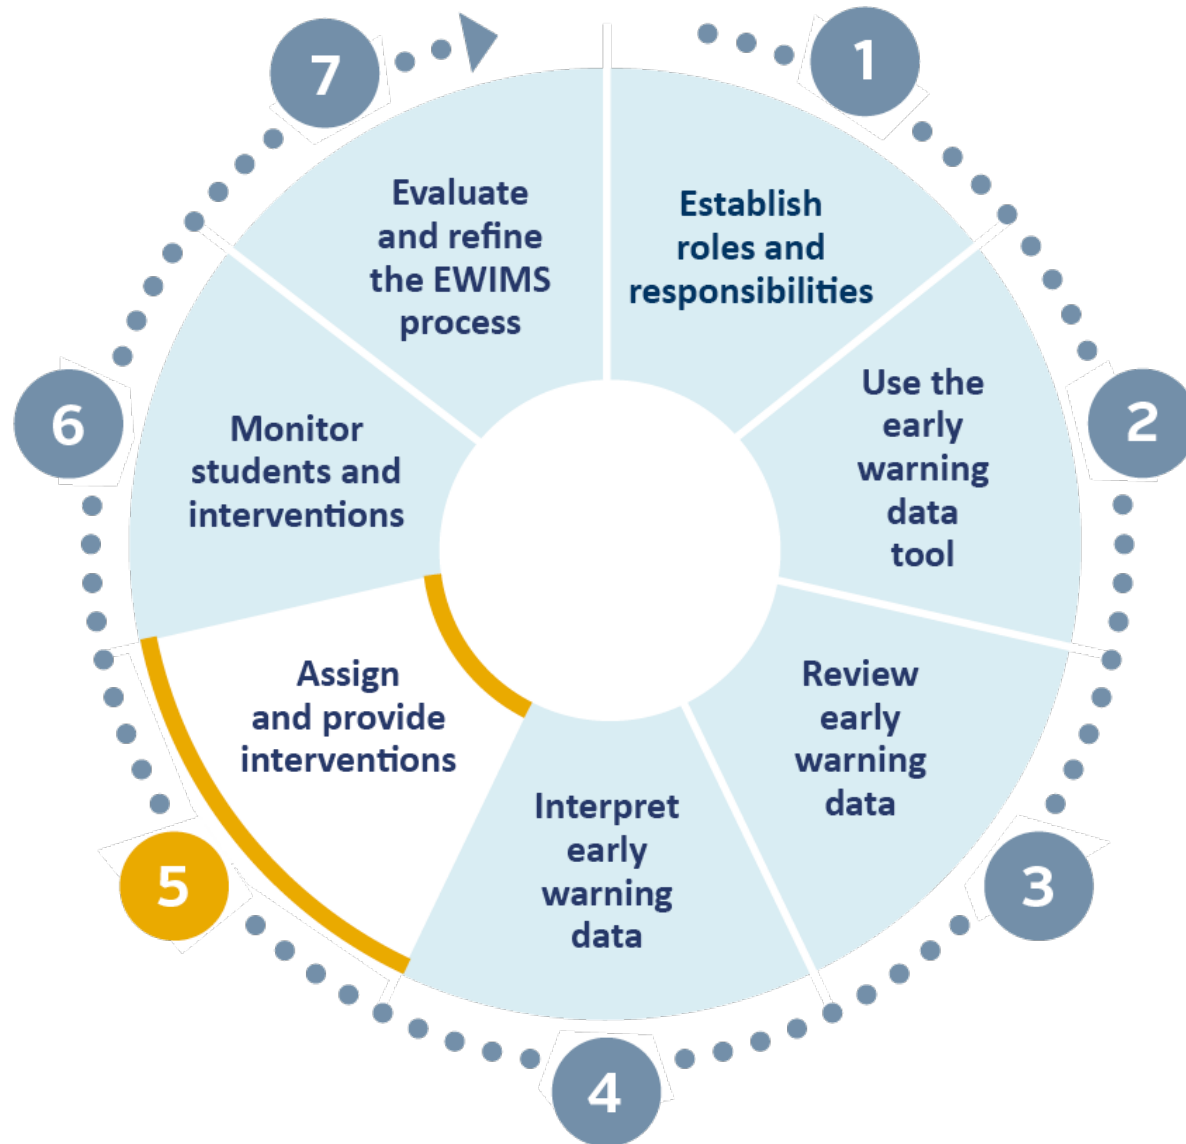 1
Establish
roles and
responsibilities
2
Use the
early
warning
data
tool
3
Review
early
warning
data
4
Interpret
early
warning
data
5
Assign
and provide
interventions
6
Monitor
students and
interventions
7
Evaluate
and refine
the EWIMS
process